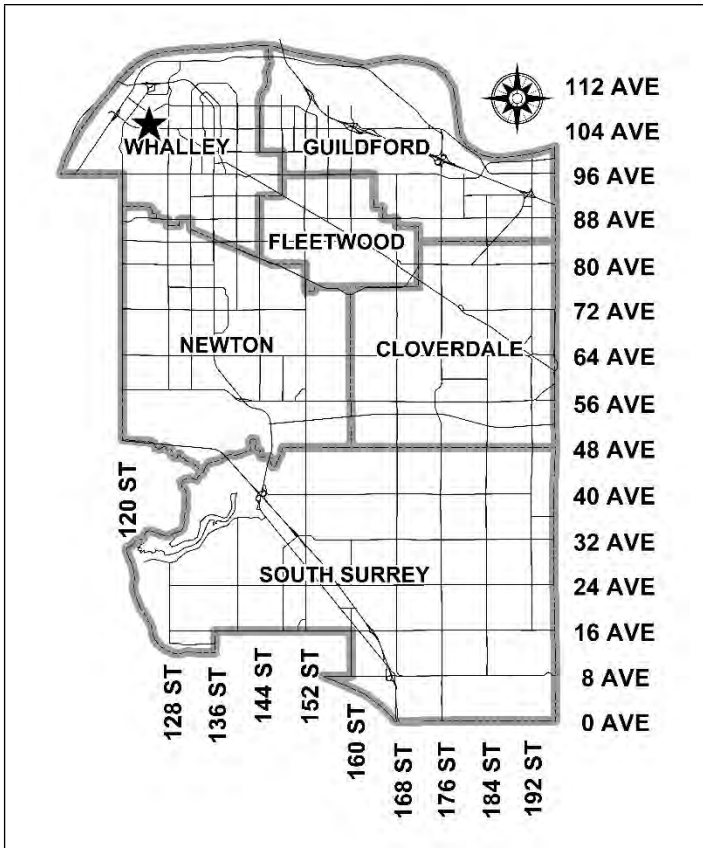 112 AVE
104 AVE
WHALLEY
GUILDFORD
96 AVE
88 AVE
FLEETWOOD
80 AVE
72 AVE
NEWTON
CLOVERDALE
64 AVE
56 AVE
48 AVE
120 ST
40 AVE
32 AVE
SOUTH SURREY
24 AVE
16 AVE
128 ST
136 ST
144 ST
152 ST
8 AVE
160 ST
0 AVE
168 ST
176 ST
184 ST
192 ST